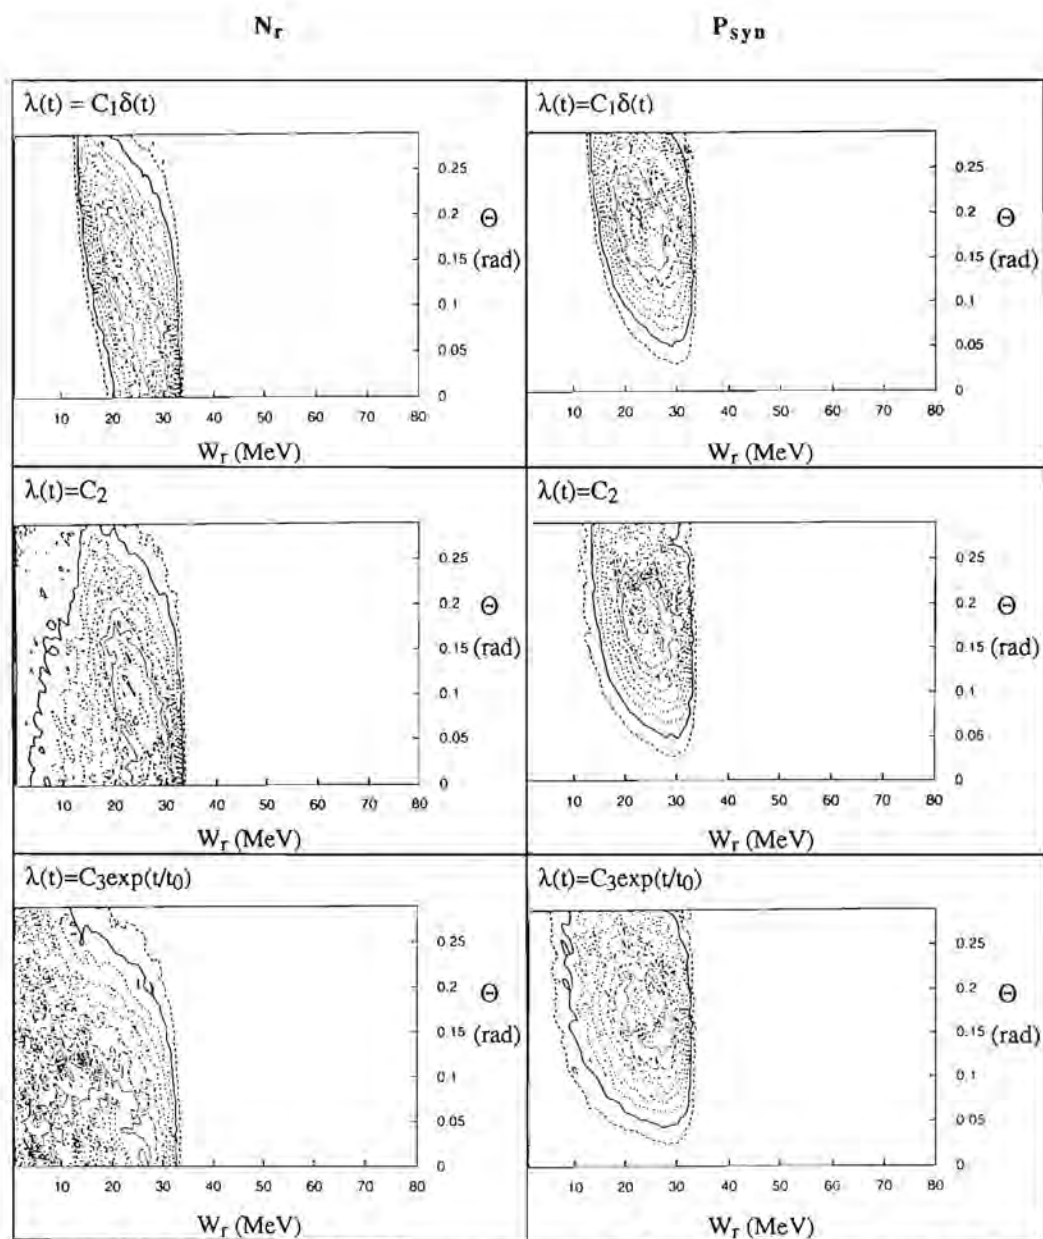 N_r P_syn
λ(t) = C₁δ(t) λ(t)=C₁δ(t)
0.25 0.25
0.2 Θ 0.2 Θ
0.15 (rad) 0.15 (rad)
0.1 0.1
0.05 0.05
0 0
10 20 30 40 50 60 70 80 10 20 30 40 50 60 70 80
W_r (MeV) W_r (MeV)
λ(t)=C₂ λ(t)=C₂
0.25 0.25
0.2 Θ 0.2 Θ
0.15 (rad) 0.15 (rad)
0.1 0.1
0.05 0.05
0 0
10 20 30 40 50 60 70 80 10 20 30 40 50 60 70 80
W_r (MeV) W_r (MeV)
λ(t)=C₃exp(t/t₀) λ(t)=C₃exp(t/t₀)
0.25 0.25
0.2 Θ 0.2 Θ
0.15 (rad) 0.15 (rad)
0.1 0.1
0.05 0.05
0 0
10 20 30 40 50 60 70 80 10 20 30 40 50 60 70 80
W_r (MeV) W_r (MeV)